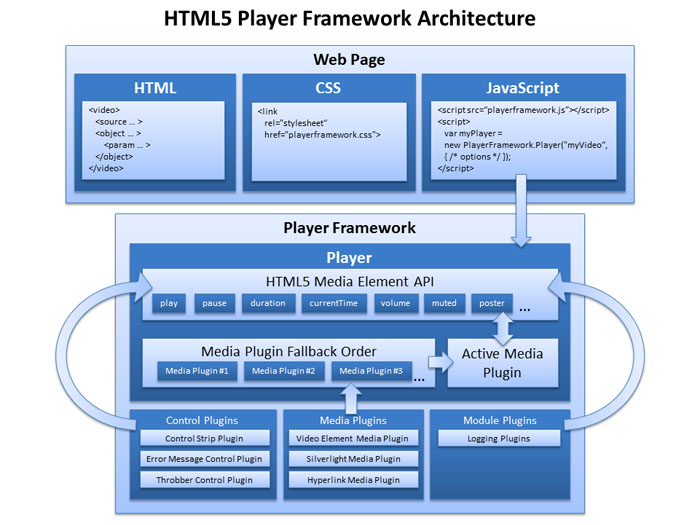 HTML5 Player Framework Architecture
Web Page
HTML
<video>
<source ... >
<object ... >
<param ... >
</object>
</video>
CSS
<link
rel="stylesheet"
href="playerframework.css">
JavaScript
<script src="playerframework.js"></script>
<script>
var myPlayer =
new PlayerFramework.Player("myVideo",
{ /* options */ });
</script>
Player Framework
Player
HTML5 Media Element API
play pause duration currentTime volume muted poster ...
Media Plugin Fallback Order
Media Plugin #1 Media Plugin #2 Media Plugin #3 ...
Active Media
Plugin
Control Plugins
Control Strip Plugin
Error Message Control Plugin
Throbber Control Plugin
Media Plugins
Video Element Media Plugin
Silverlight Media Plugin
Hyperlink Media Plugin
Module Plugins
Logging Plugins